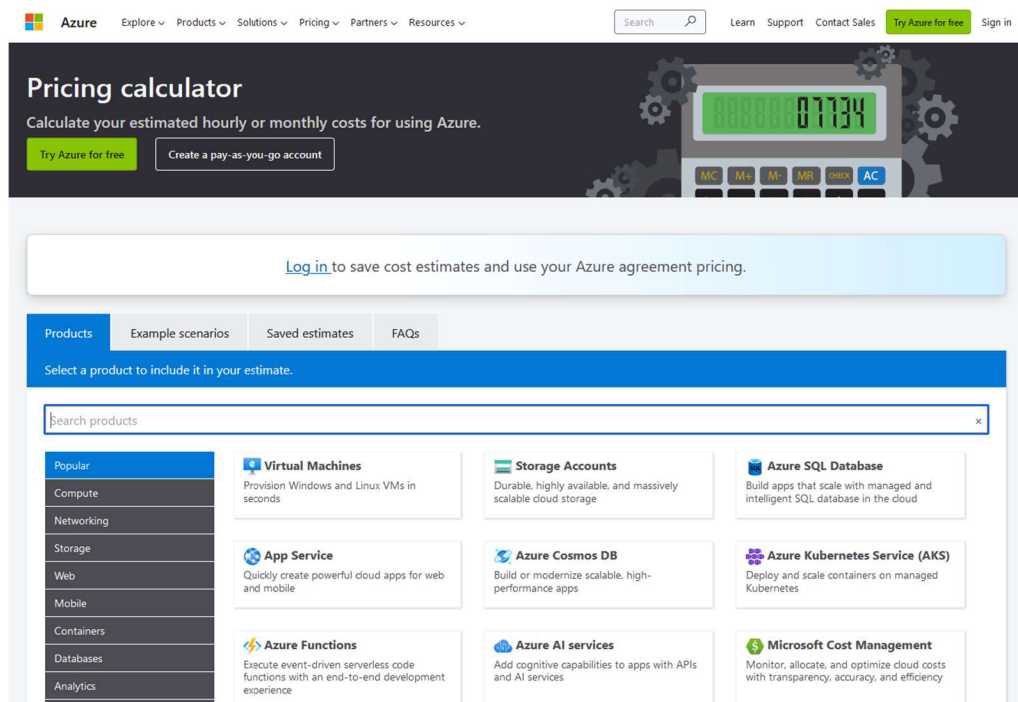 Azure Explore Products Solutions Pricing Partners Resources Search Learn Support Contact Sales Try Azure for free Sign in
Pricing calculator
Calculate your estimated hourly or monthly costs for using Azure.
Try Azure for free Create a pay-as-you-go account
07734
MC M+ M- MR CHECK AC
Log in to save cost estimates and use your Azure agreement pricing.
Products Example scenarios Saved estimates FAQs
Select a product to include it in your estimate.
Search products ×
Popular
Compute
Networking
Storage
Web
Mobile
Containers
Databases
Analytics
Virtual Machines
Provision Windows and Linux VMs in
seconds
Storage Accounts
Durable, highly available, and massively
scalable cloud storage
Azure SQL Database
Build apps that scale with managed and
intelligent SQL database in the cloud
App Service
Quickly create powerful cloud apps for web
and mobile
Azure Cosmos DB
Build or modernize scalable, high-
performance apps
Azure Kubernetes Service (AKS)
Deploy and scale containers on managed
Kubernetes
Azure Functions
Execute event-driven serverless code
functions with an end-to-end development
experience
Azure AI services
Add cognitive capabilities to apps with APIs
and AI services
Microsoft Cost Management
Monitor, allocate, and optimize cloud costs
with transparency, accuracy, and efficiency